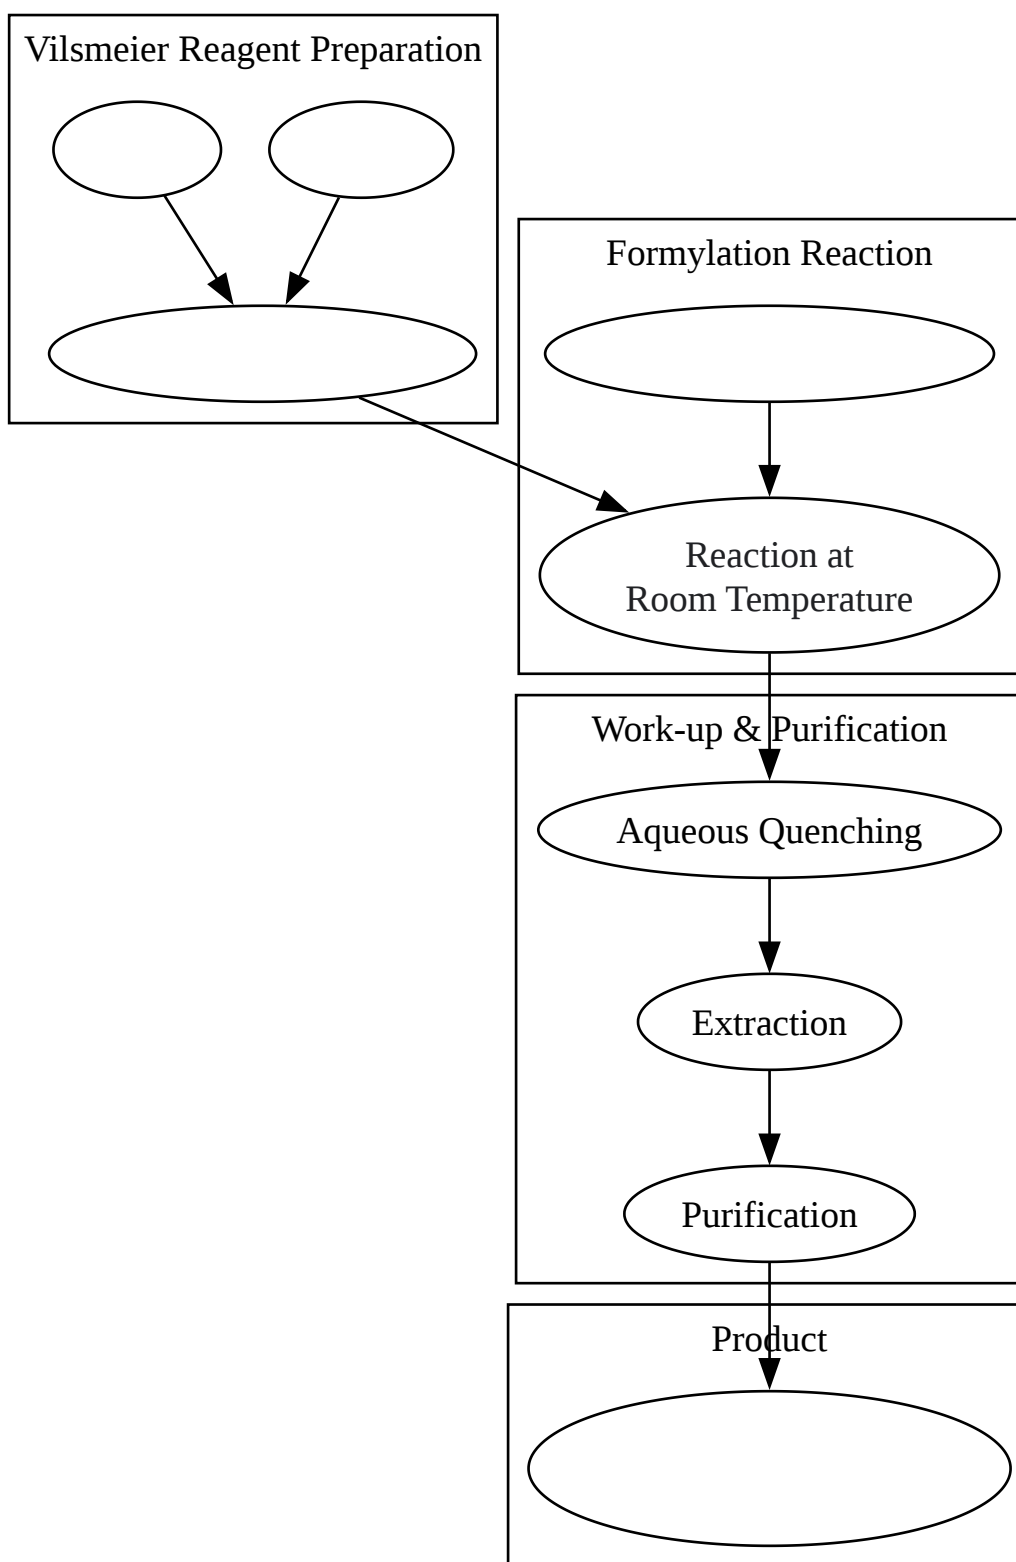 Vilsmeier Reagent Preparation
Formylation Reaction
Reaction at
Room Temperature
Work-up & Purification
Aqueous Quenching
Extraction
Purification
Product